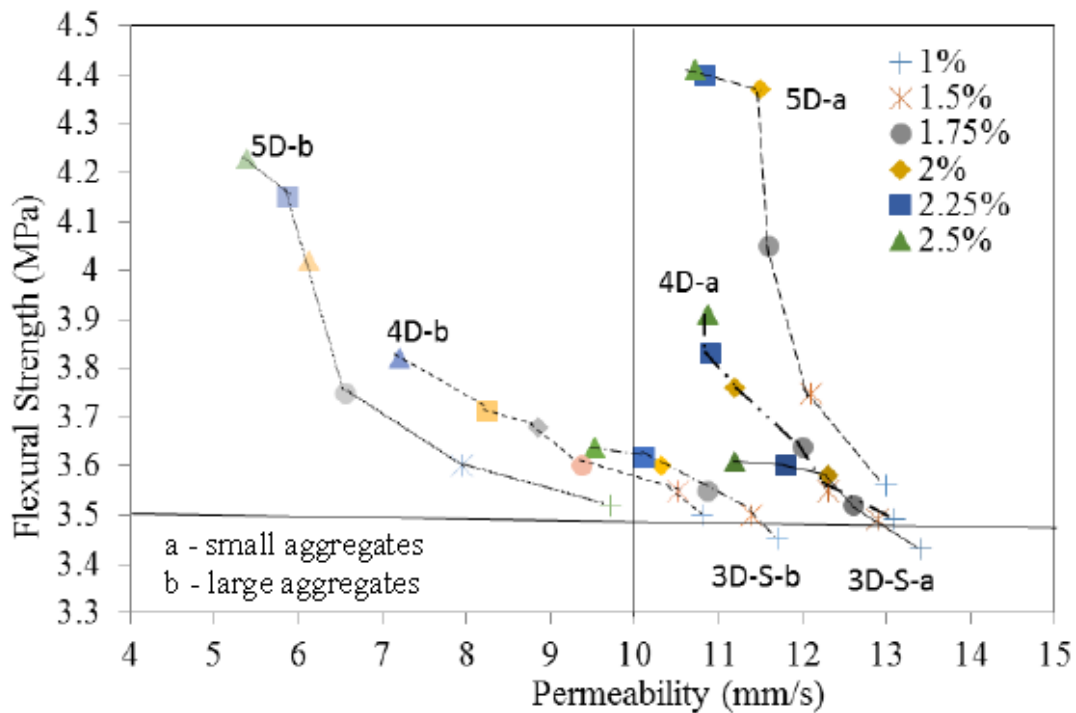 Flexural Strength (MPa)
4.5
4.4
4.3
4.2
4.1
4
3.9
3.8
3.7
3.6
3.5
3.4
3.3
1%
1.5%
1.75%
2%
2.25%
2.5%
5D-a
5D-b
4D-a
4D-b
3D-S-b
3D-S-a
a - small aggregates
b - large aggregates
4 5 6 7 8 9 10 11 12 13 14 15
Permeability (mm/s)